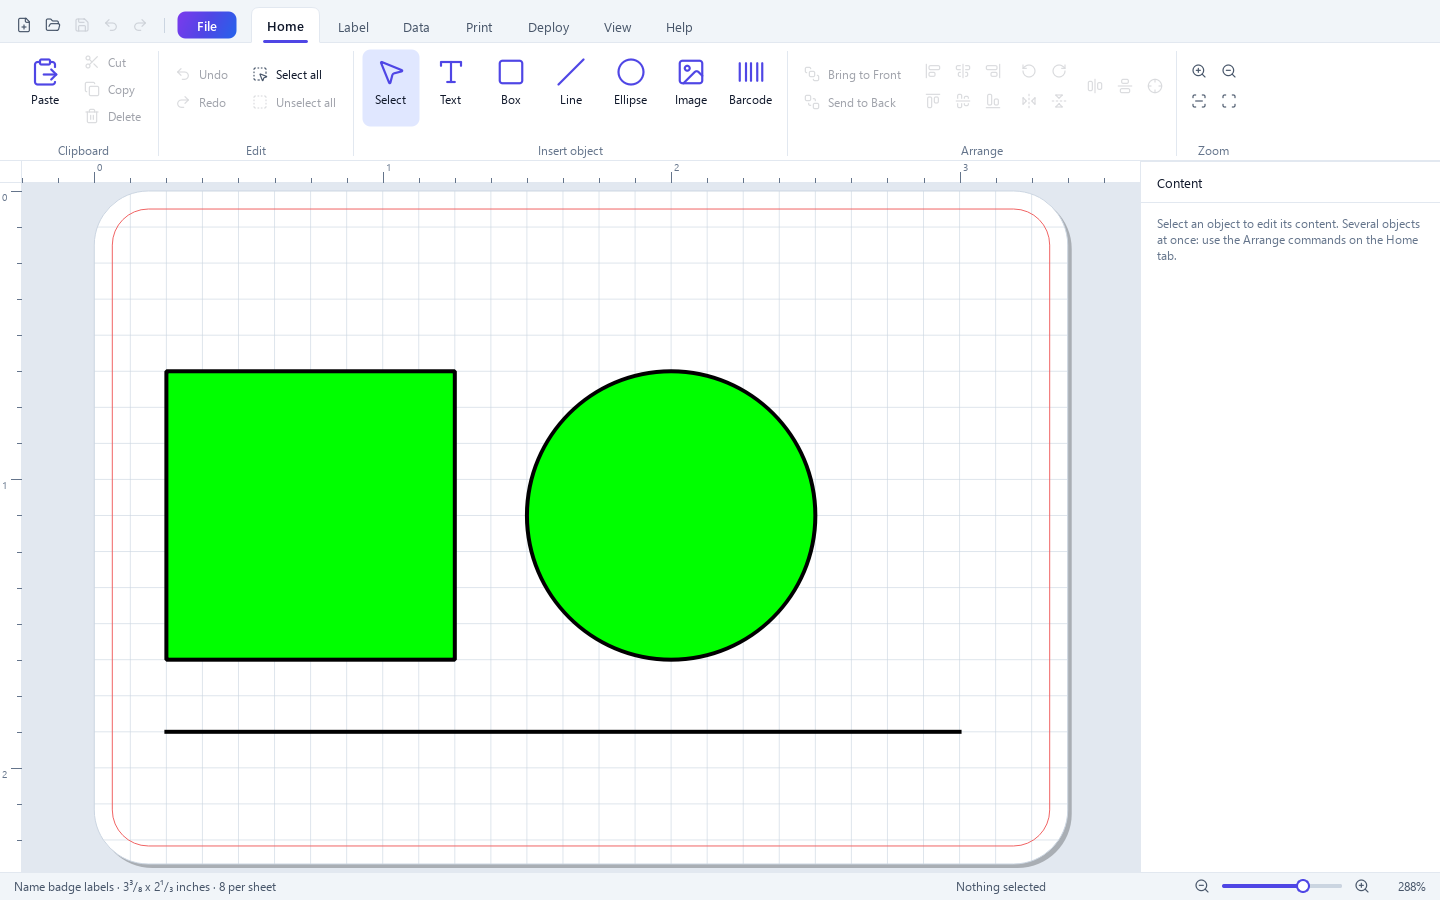 File
Home
Label
Data
Print
Deploy
View
Help
Paste
Cut
Copy
Delete
Clipboard
Undo
Redo
Select all
Unselect all
Edit
Select
Text
Box
Line
Ellipse
Image
Barcode
Insert object
Bring to Front
Send to Back
Arrange
Zoom
0 1 2 3
0
1
2
Content
Select an object to edit its content. Several objects
at once: use the Arrange commands on the Home
tab.
Name badge labels · 3³/₈ x 2¹/₃ inches · 8 per sheet
Nothing selected
288%